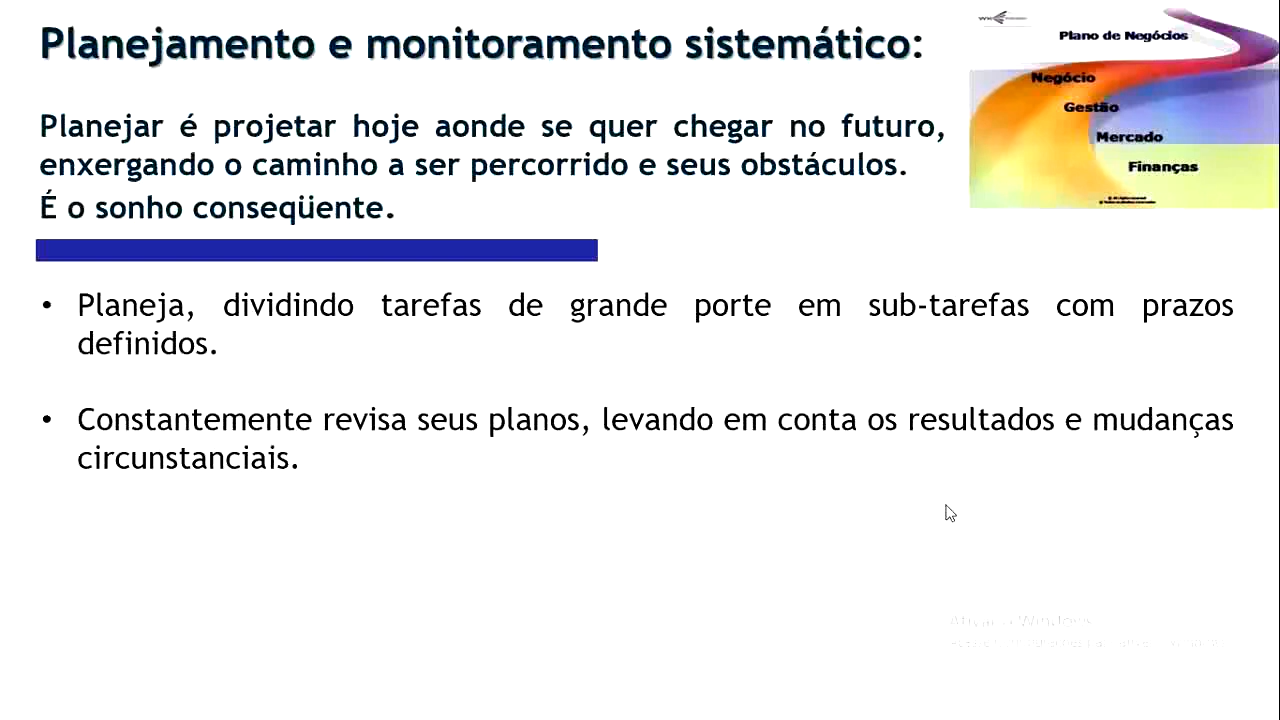 Planejamento e monitoramento sistemático:
Planejar é projetar hoje aonde se quer chegar no futuro,
enxergando o caminho a ser percorrido e seus obstáculos.
É o sonho conseqüente.
Plano de Negócios
Negócio
Gestão
Mercado
Finanças
• Planeja, dividindo tarefas de grande porte em sub-tarefas com prazos
definidos.
• Constantemente revisa seus planos, levando em conta os resultados e mudanças
circunstanciais.